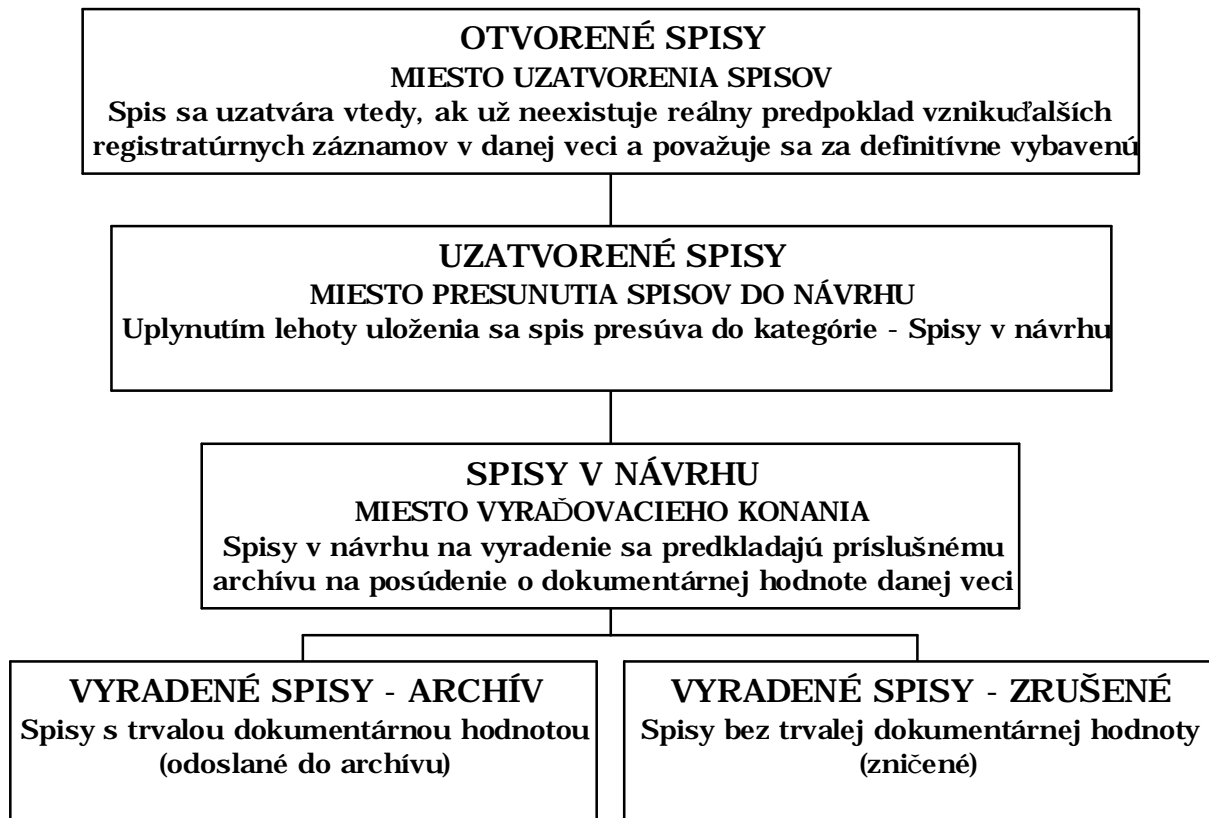 OTVORENÉ SPISY
MIESTO UZATVORENIA SPISOV
Spis sa uzatvára vtedy, ak už neexistuje reálny predpoklad vznikuďalších
registratúrnych záznamov v danej veci a považuje sa za definitívne vybavenú
UZATVORENÉ SPISY
MIESTO PRESUNUTIA SPISOV DO NÁVRHU
Uplynutím lehoty uloženia sa spis presúva do kategórie - Spisy v návrhu
SPISY V NÁVRHU
MIESTO VYRAĎOVACIEHO KONANIA
Spisy v návrhu na vyradenie sa predkladajú príslušnému
archívu na posúdenie o dokumentárnej hodnote danej veci
VYRADENÉ SPISY - ARCHÍV
Spisy s trvalou dokumentárnou hodnotou
(odoslané do archívu)
VYRADENÉ SPISY - ZRUŠENÉ
Spisy bez trvalej dokumentárnej hodnoty
(zničené)